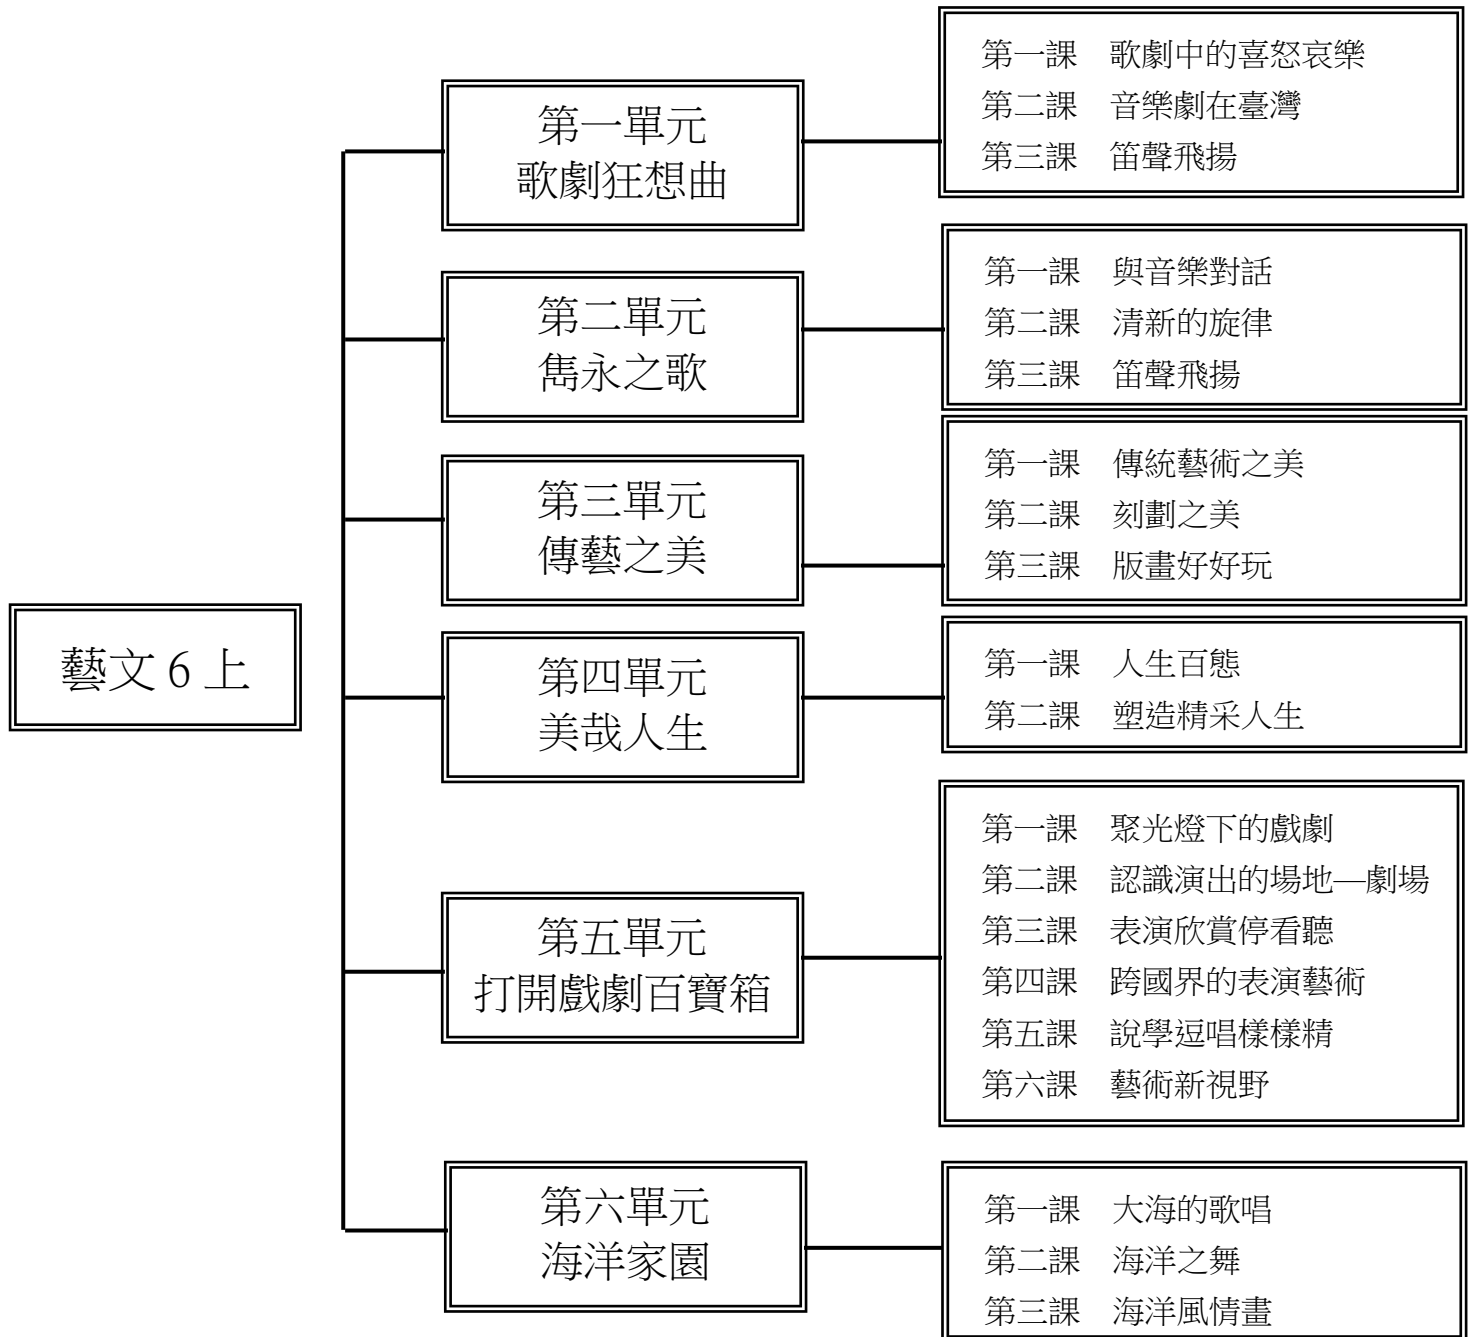 藝文 6 上
第一單元
歌劇狂想曲
第一課 歌劇中的喜怒哀樂
第二課 音樂劇在臺灣
第三課 笛聲飛揚
第二單元
雋永之歌
第一課 與音樂對話
第二課 清新的旋律
第三課 笛聲飛揚
第三單元
傳藝之美
第一課 傳統藝術之美
第二課 刻劃之美
第三課 版畫好好玩
第四單元
美哉人生
第一課 人生百態
第二課 塑造精采人生
第五單元
打開戲劇百寶箱
第一課 聚光燈下的戲劇
第二課 認識演出的場地—劇場
第三課 表演欣賞停看聽
第四課 跨國界的表演藝術
第五課 說學逗唱樣樣精
第六課 藝術新視野
第六單元
海洋家園
第一課 大海的歌唱
第二課 海洋之舞
第三課 海洋風情畫